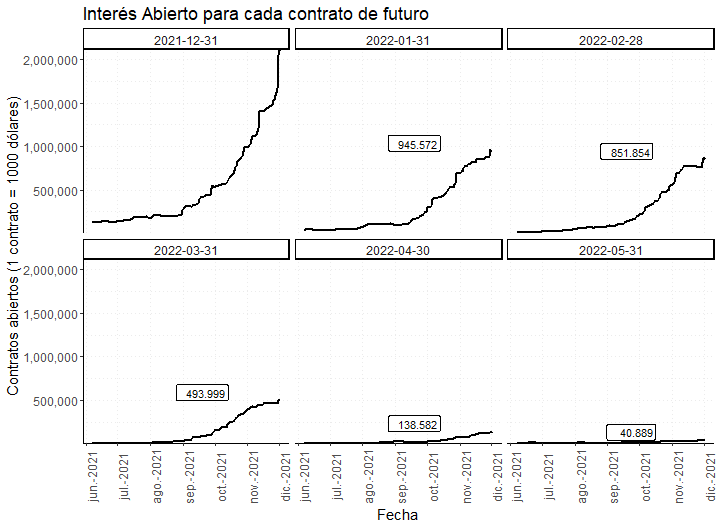 Interés Abierto para cada contrato de futuro
2021-12-31
2022-01-31
2022-02-28
2,000,000
1,500,000
1,000,000
500,000
945.572
851.854
2022-03-31
2022-04-30
2022-05-31
2,000,000
1,500,000
1,000,000
500,000
493.999
138.582
40.889
Contratos abiertos (1 contrato = 1000 dólares)
jun.-2021
jul.-2021
ago.-2021
sep.-2021
oct.-2021
nov.-2021
dic.-2021
jun.-2021
jul.-2021
ago.-2021
sep.-2021
oct.-2021
nov.-2021
dic.-2021
jun.-2021
jul.-2021
ago.-2021
sep.-2021
oct.-2021
nov.-2021
dic.-2021
Fecha